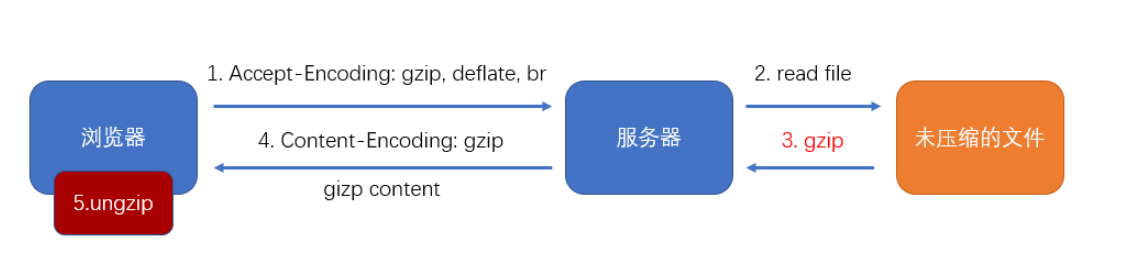 1. Accept-Encoding: gzip, deflate, br
2. read file
浏览器
服务器
未压缩的文件
4. Content-Encoding: gzip
3. gzip
gizp content
5.ungzip